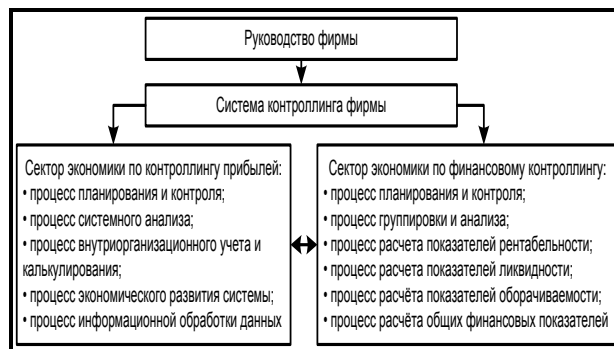 Руководство фирмы
Система контроллинга фирмы
Сектор экономики по контроллингу прибылей:
• процесс планирования и контроля;
• процесс системного анализа;
• процесс внутриорганизационного учета и
калькулирования;
• процесс экономического развития системы;
• процесс информационной обработки данных
Сектор экономики по финансовому контроллингу:
• процесс планирования и контроля;
• процесс группировки и анализа;
• процесс расчета показателей рентабельности;
• процесс расчета показателей ликвидности;
• процесс расчёта показателей оборачиваемости;
• процесс расчёта общих финансовых показателей